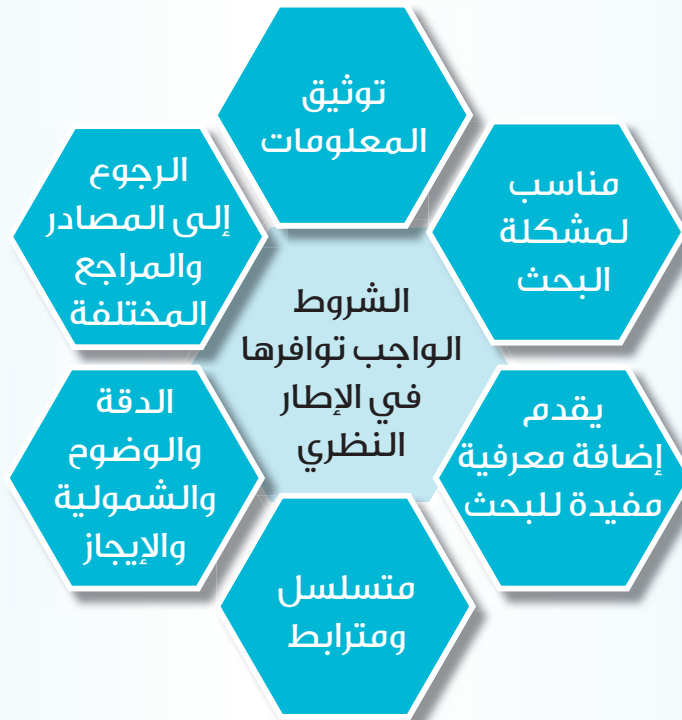 توثيق
المعلومات
مناسب
لمشكلة
البحث
الرجوع
إلى المصادر
والمراجع
المختلفة
الشروط
الواجب توافرها
في الإطار
النظري
يقدم
إضافة معرفية
مفيدة للبحث
الدقة
والوضوح
والشمولية
والإيجاز
متسلسل
ومترابط